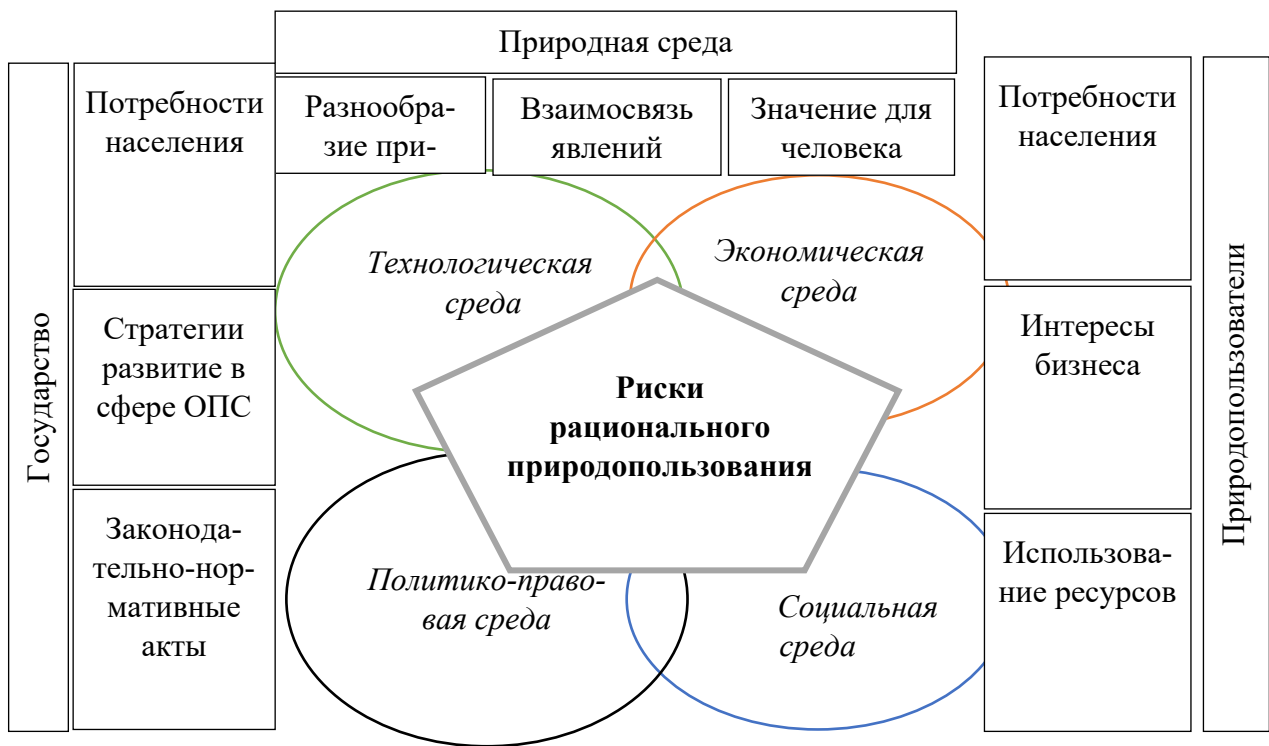 Природная среда
Государство
Потребности
населения
Разнообра-
зие при-
Взаимосвязь
явлений
Значение для
человека
Потребности
населения
Природопользователи
Технологическая
среда
Экономическая
среда
Стратегии
развитие в
сфере ОПС
Интересы
бизнеса
Риски
рационального
природопользования
Законода-
тельно-нор-
мативные
акты
Политико-право-
вая среда
Социальная
среда
Использова-
ние ресурсов